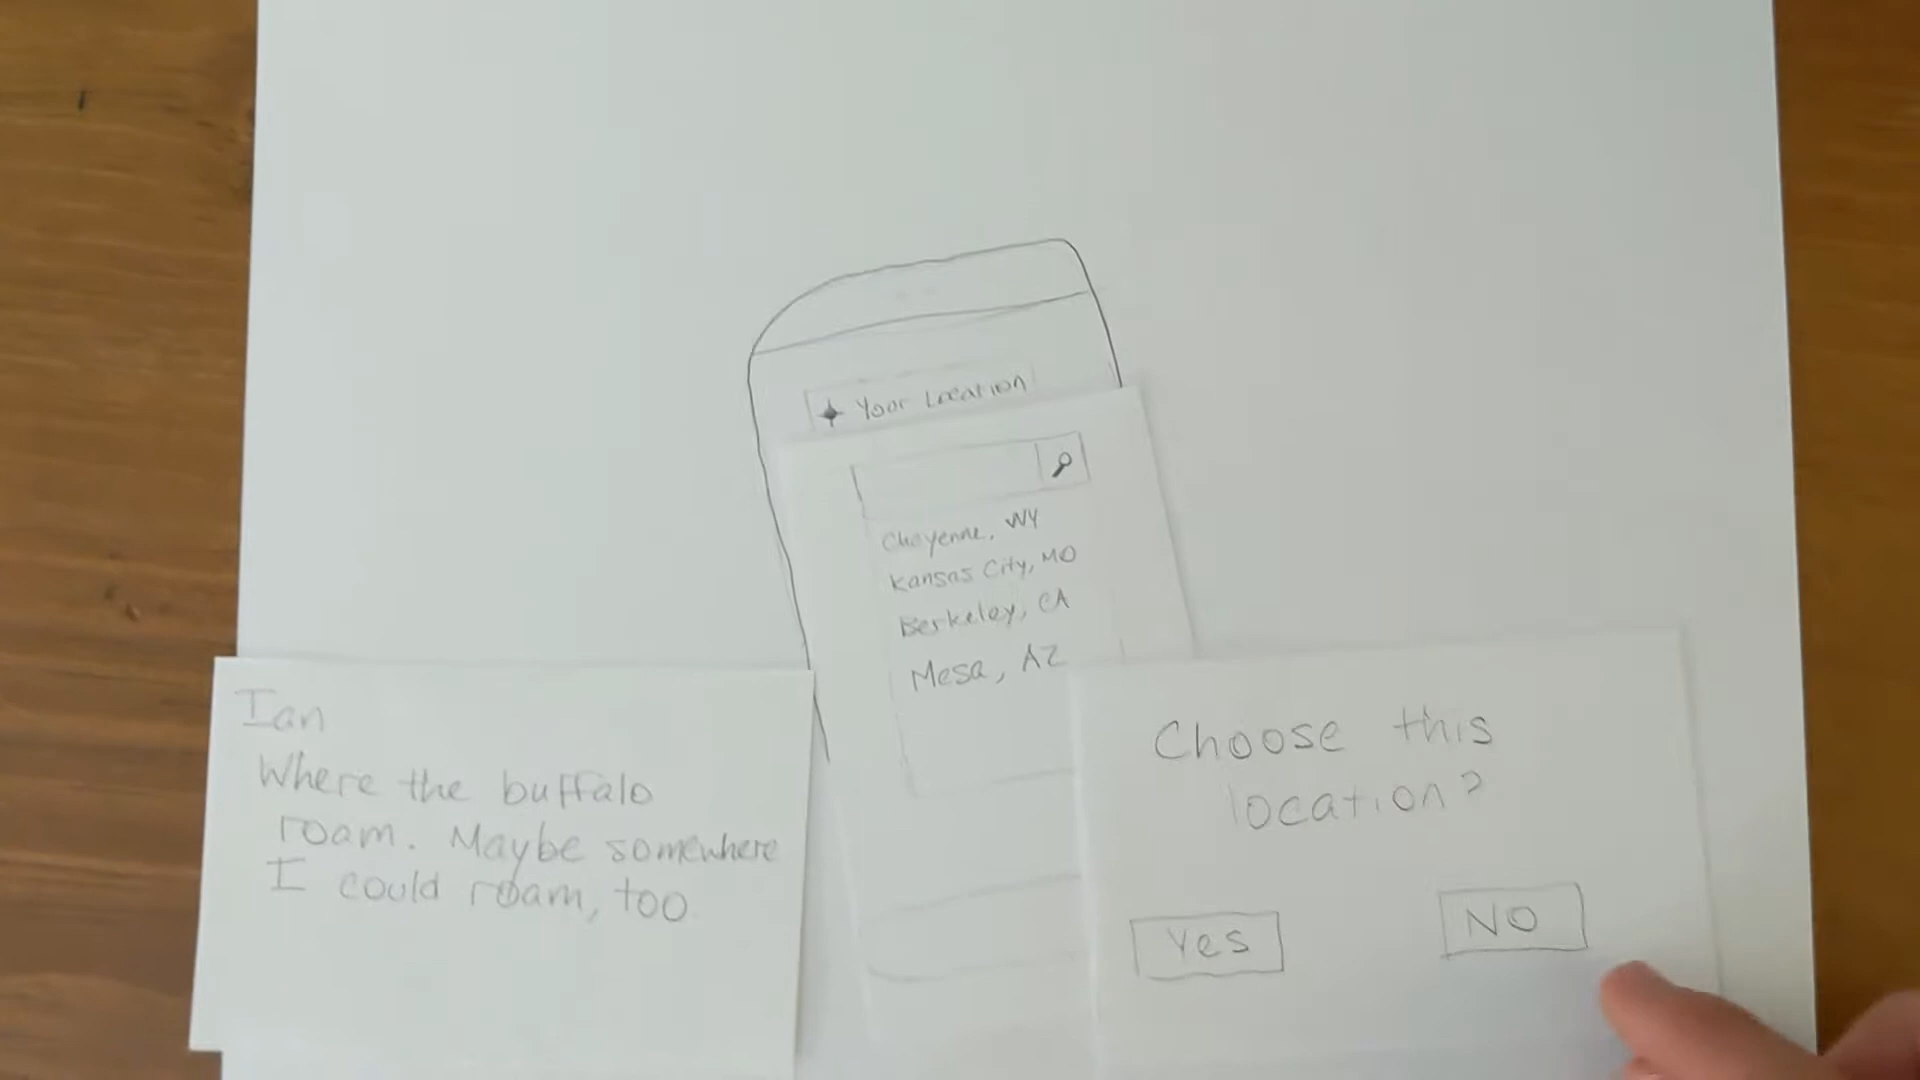 Your Location
Cheyenne, WY
Kansas City, MO
Berkeley, CA
Mesa, AZ
Ian
Where the buffalo
roam. Maybe somewhere
I could roam, too.
Choose this
location?
Yes
NO